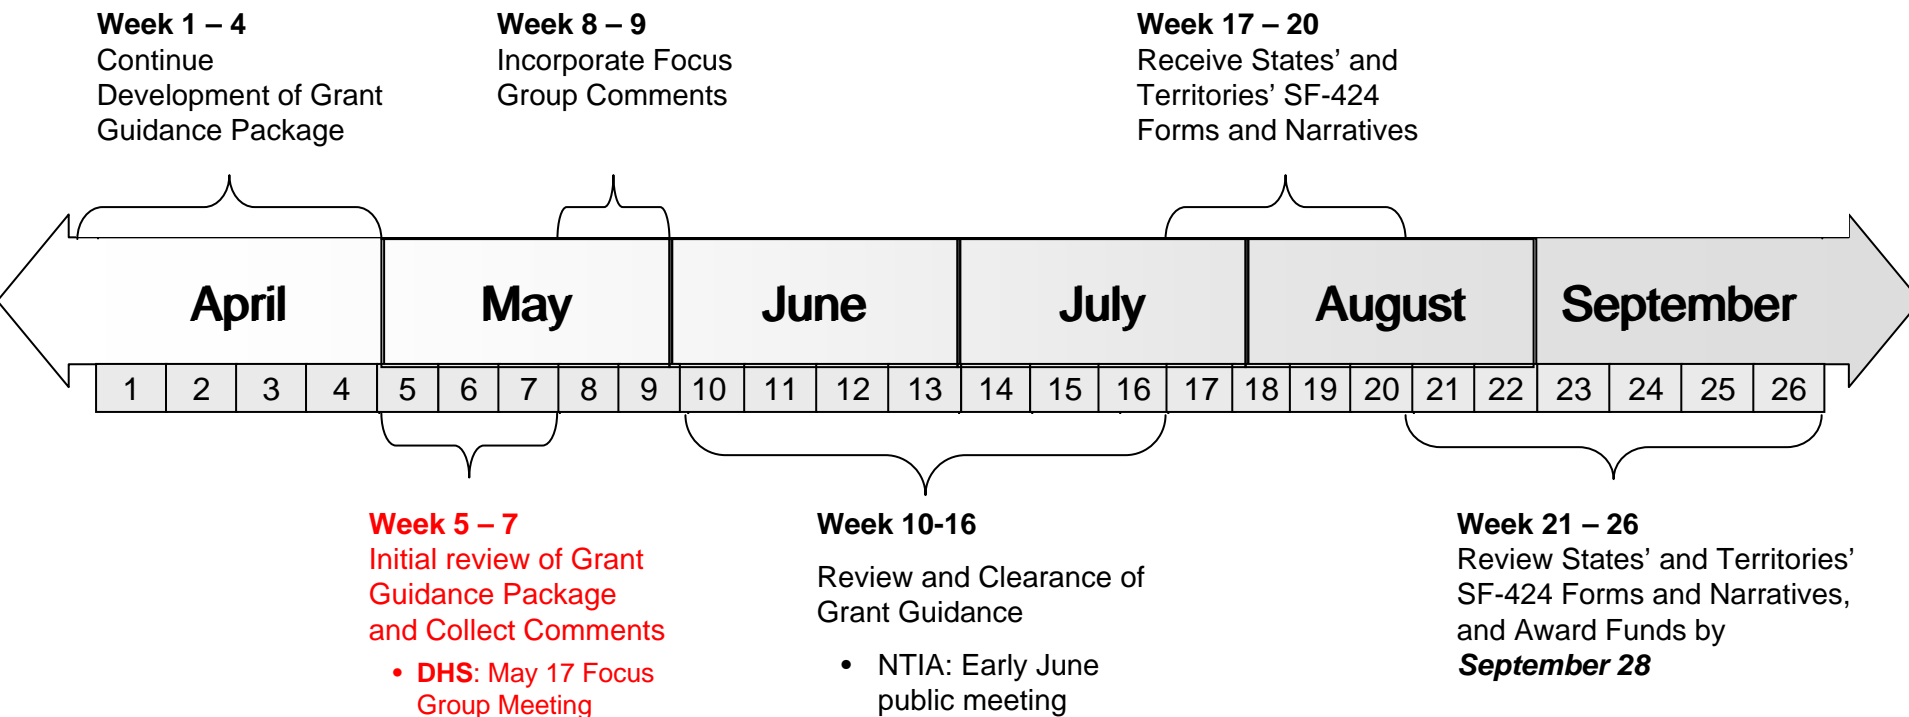 Week 1 – 4
Continue
Development of Grant
Guidance Package
Week 8 – 9
Incorporate Focus
Group Comments
Week 17 – 20
Receive States’ and
Territories’ SF-424
Forms and Narratives
April May June July August September
1 2 3 4 5 6 7 8 9 10 11 12 13 14 15 16 17 18 19 20 21 22 23 24 25 26
Week 5 – 7
Initial review of Grant
Guidance Package
and Collect Comments
• DHS: May 17 Focus
Group Meeting
Week 10-16
Review and Clearance of
Grant Guidance
• NTIA: Early June
public meeting
Week 21 – 26
Review States’ and Territories’
SF-424 Forms and Narratives,
and Award Funds by
September 28